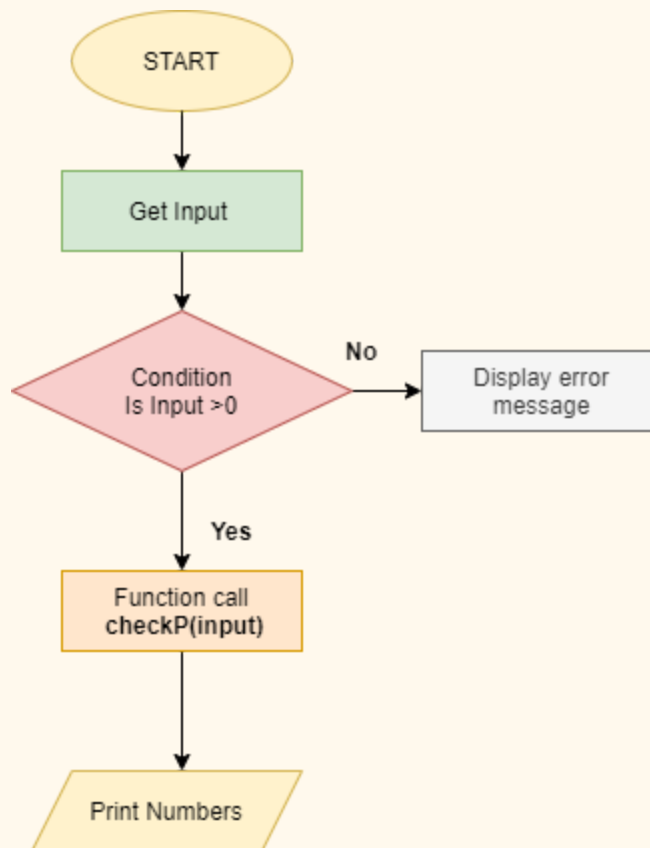 START
Get Input
Condition
Is Input >0
No
Display error
message
Yes
Function call
checkP(input)
Print Numbers